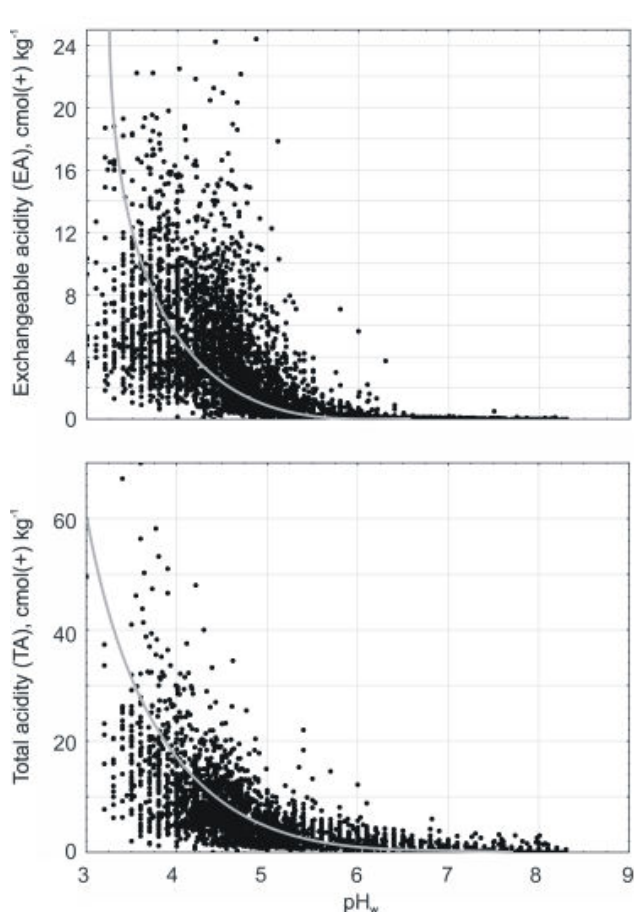 Exchangeable acidity (EA), cmol(+) kg⁻¹
24
20
16
12
8
4
0
Total acidity (TA), cmol(+) kg⁻¹
60
40
20
0
3 4 5 6 7 8 9
pHw